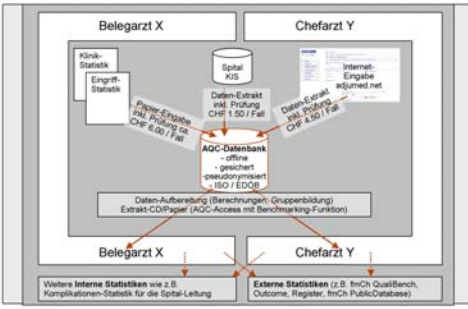 Belegarzt X
Chefarzt Y
Klinik-
Statistik
Eingriff-
Statistik
Spital
KIS
Internet-
Eingabe
adjumed.net
Papier-Eingabe
inkl. Prüfung ca.
CHF 6.00 / Fall
Daten-Extrakt
inkl. Prüfung
CHF 1.50 / Fall
Daten-Extrakt
inkl. Prüfung
CHF 4.50 / Fall
AQC-Datenbank
- offline
- gesichert
-pseudonymisiert
- ISO / EDÖB
Daten-Aufbereitung (Berechnungen, Gruppenbildung)
Extrakt-CD/Papier (AQC-Access mit Benchmarking-Funktion)
Belegarzt X
Chefarzt Y
Weitere Interne Statistiken wie z.B.
Komplikationen-Statistik für die Spital-Leitung
Externe Statistiken (z.B. fmCh QualiBench,
Outcome, Register, fmCh PublicDatabase)